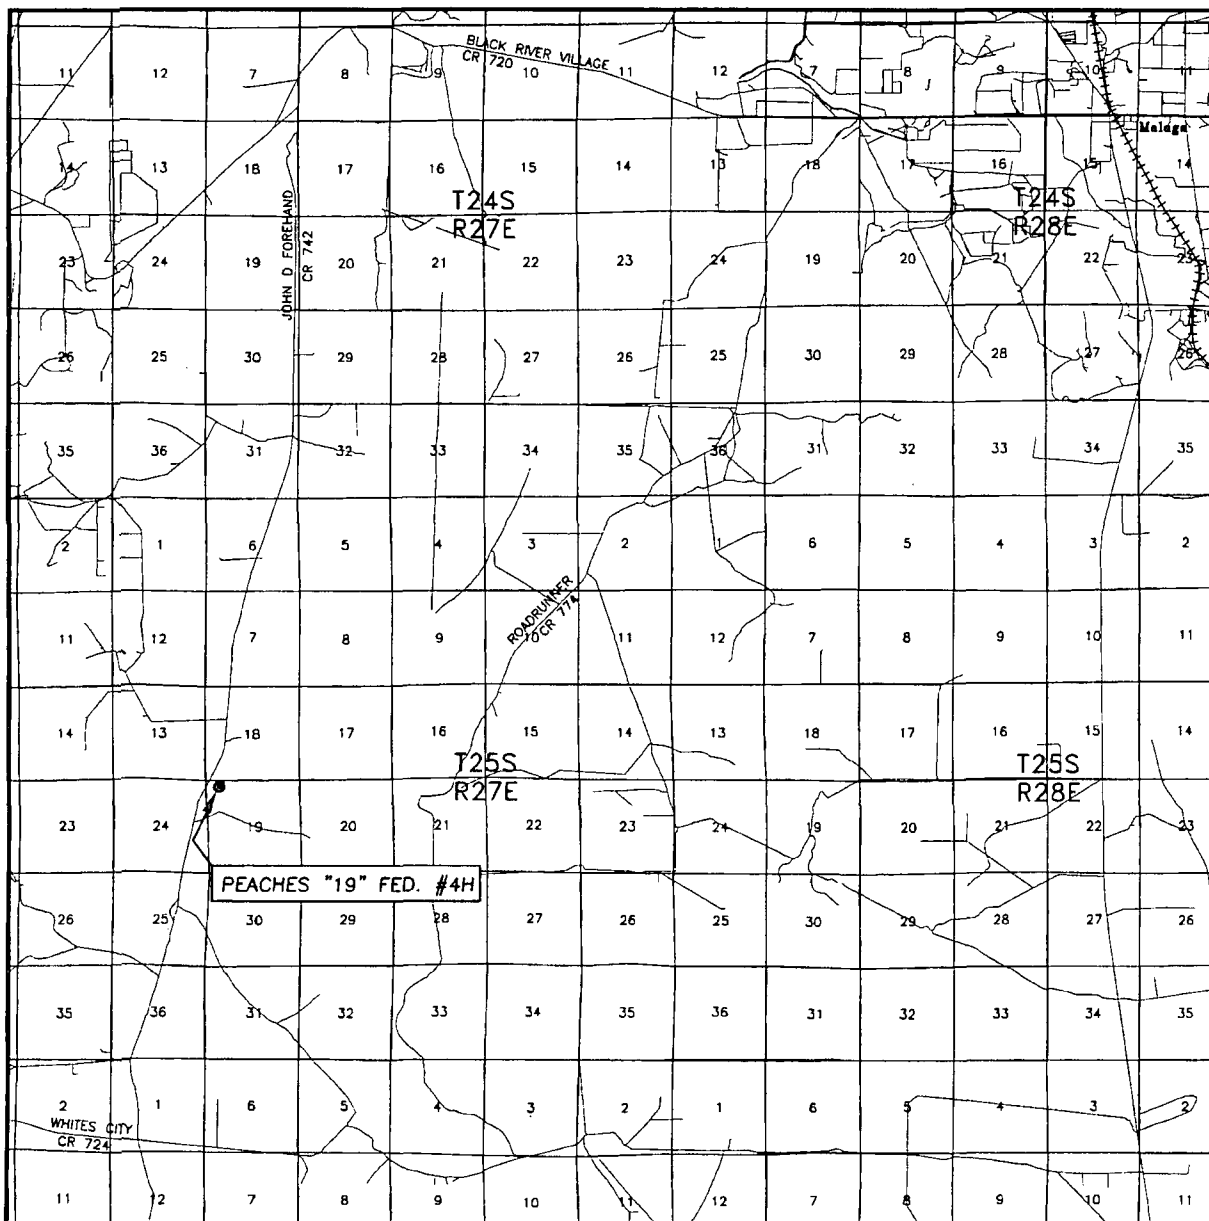 BLACK RIVER VILLAGE
CR 720
11 12 7 8 9 10 11 12 7 8 9 10 11
Malaga
14 13 18 17 16 15 14 13 18 17 16 15 14
T24S
R27E
T24S
R28E
JOHN D FORELAND
CR 742
23 24 19 20 21 22 23 24 19 20 21 22 23
26 25 30 29 28 27 26 25 30 29 28 27 26
35 36 31 32 33 34 35 36 31 32 33 34 35
2 1 6 5 4 3 2 1 6 5 4 3 2
ROADRUNNER
CR 774
11 12 7 8 9 10 11 12 7 8 9 10 11
14 13 18 17 16 15 14 13 18 17 16 15 14
T25S
R27E
T25S
R28E
23 24 19 20 21 22 23 24 19 20 21 22 23
PEACHES "19" FED. #4H
26 25 30 29 28 27 26 25 30 29 28 27 26
35 36 31 32 33 34 35 36 31 32 33 34 35
2 1 6 5 4 3 2 1 6 5 4 3 2
WHITES CITY
CR 724
11 12 7 8 9 10 11 12 7 8 9 10 11